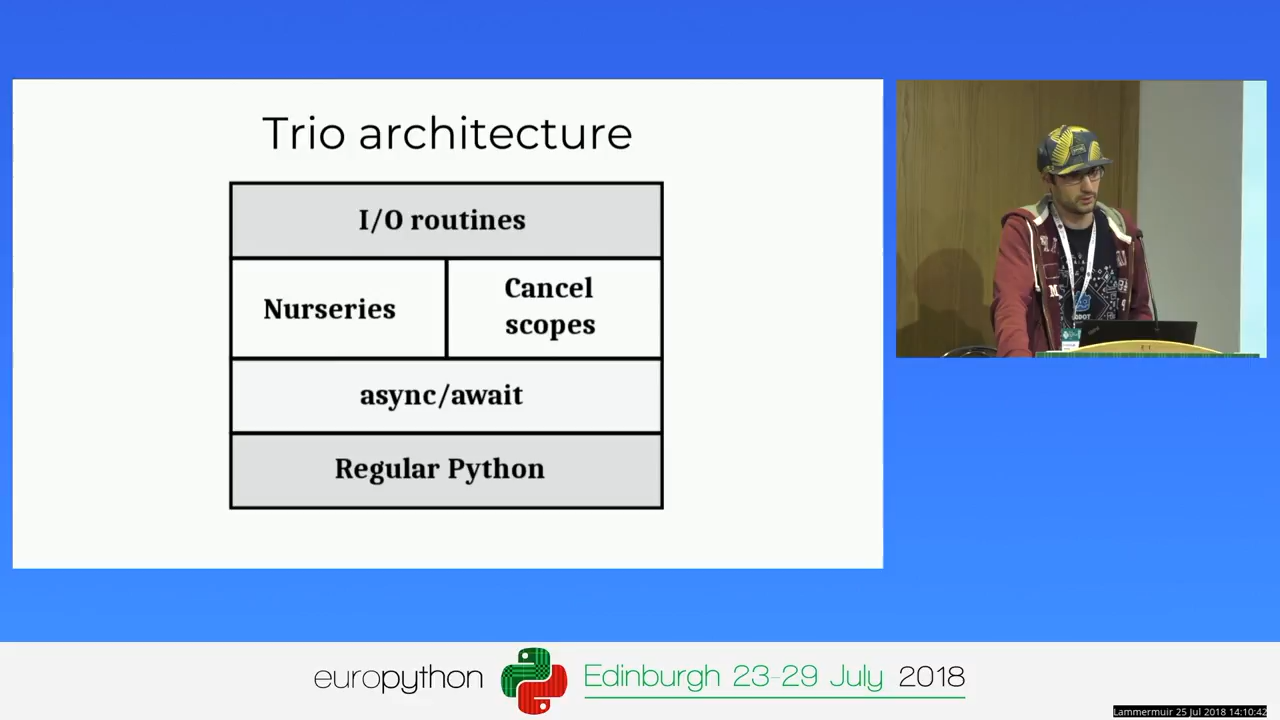 Trio architecture
I/O routines
Nurseries
Cancel
scopes
async/await
Regular Python
europython
Edinburgh 23-29 July 2018
Lammermuir 25 Jul 2018 14:10:42